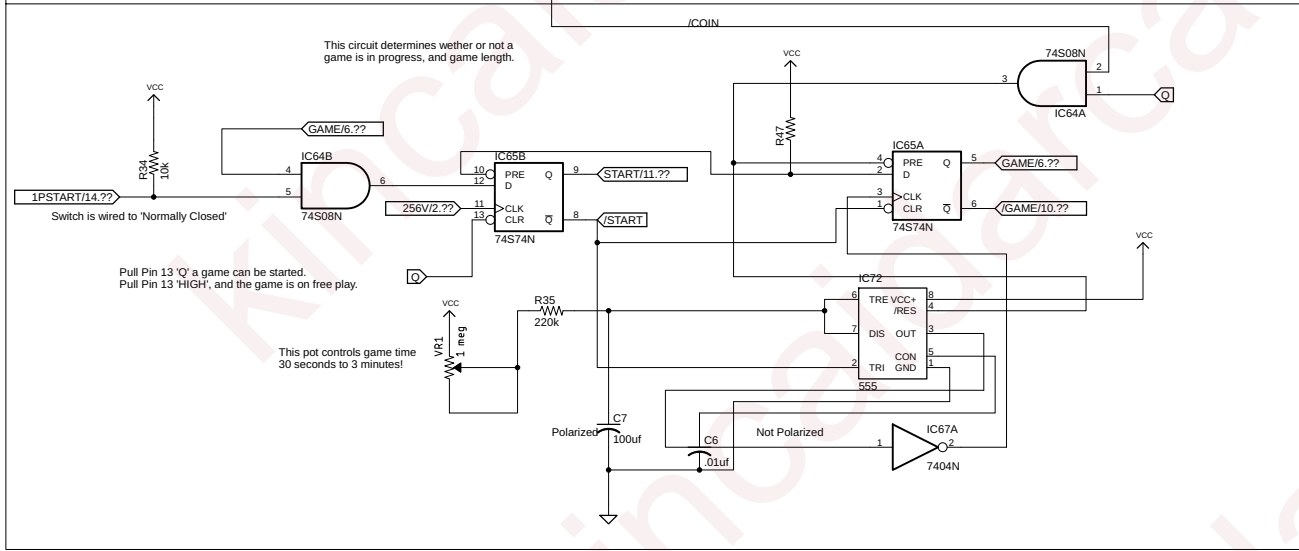 /COIN
This circuit determines wether or not a
game is in progress, and game length.
VCC
74S08N
3
2
1
Q
IC64A
VCC
R47
VCC
R34
10k
GAME/6.??
IC64B
4
5
6
74S08N
1PSTART/14.??
Switch is wired to 'Normally Closed'
IC65B
10
PRE
12
D
11
CLK
13
CLR
Q
9
Q
8
74S74N
START/11.??
256V/2.??
/START
Q
IC65A
4
PRE
2
D
3
CLK
1
CLR
Q
5
Q
6
74S74N
GAME/6.??
/GAME/10.??
VCC
Pull Pin 13 'Q' a game can be started.
Pull Pin 13 'HIGH', and the game is on free play.
VCC
VR1
1 meg
R35
220k
This pot controls game time
30 seconds to 3 minutes!
IC72
6
TRE
VCC+
8
/RES
4
7
DIS
OUT
3
CON
5
2
TRI
GND
1
555
Polarized
C7
100uf
C6
.01uf
Not Polarized
IC67A
1
2
7404N
kincaidarc
kincaidarca